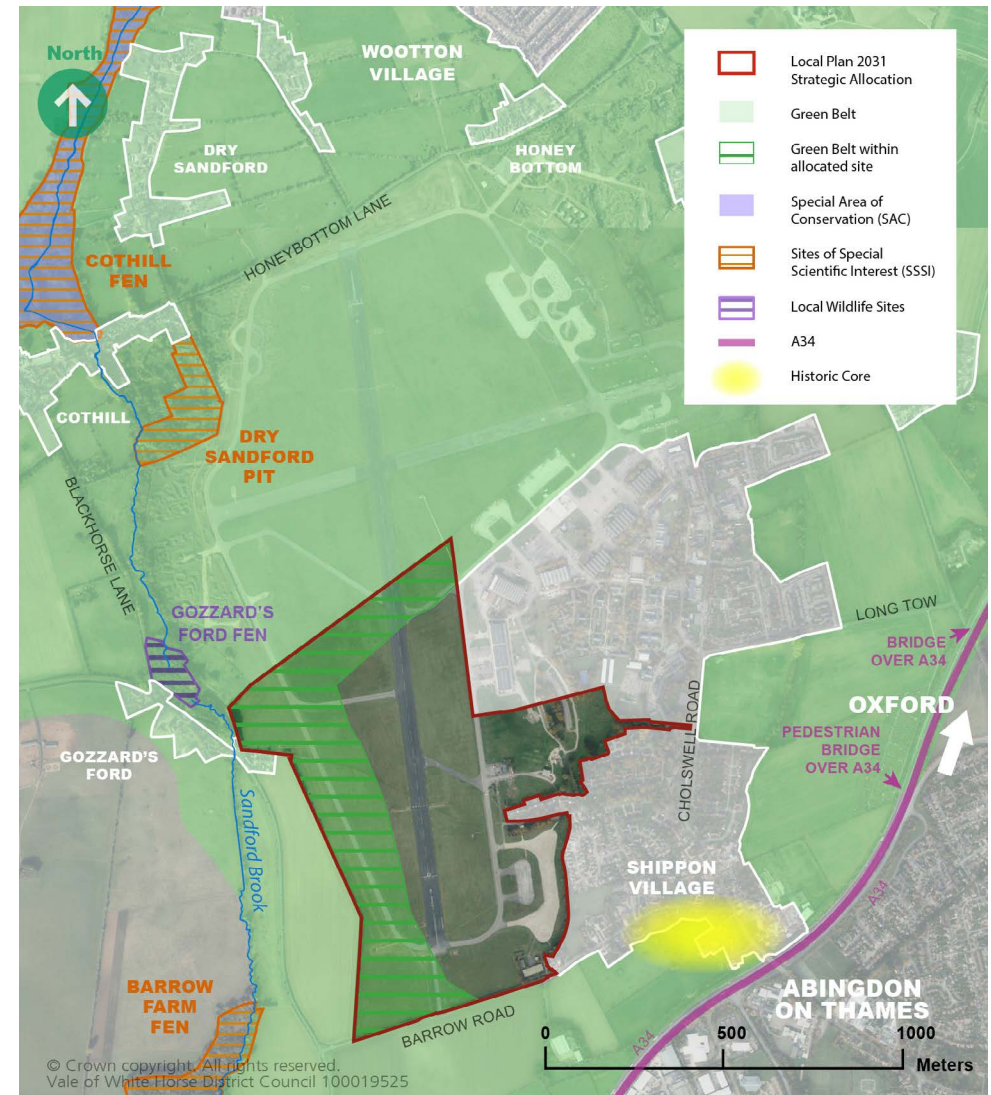 North
WOOTTON
VILLAGE
DRY
SANDFORD
HONEY
BOTTOM
Local Plan 2031
Strategic Allocation
Green Belt
Green Belt within
allocated site
Special Area of
Conservation (SAC)
Sites of Special
Scientific Interest (SSSI)
Local Wildlife Sites
A34
Historic Core
HONEYBOTTOM LANE
COTHILL
FEN
COTHILL
DRY
SANDFORD
PIT
BLACKHORSE LANE
GOZZARD'S
FORD FEN
LONG TOW
BRIDGE
OVER A34
OXFORD
PEDESTRIAN
BRIDGE
OVER A34
CHOLSWELL ROAD
GOZZARD'S
FORD
Sandford Brook
SHIPPON
VILLAGE
A34
BARROW
FARM
FEN
ABINGDON
ON THAMES
BARROW ROAD
A34
0 500 1000
Meters
© Crown copyright. All rights reserved.
Vale of White Horse District Council 100019525